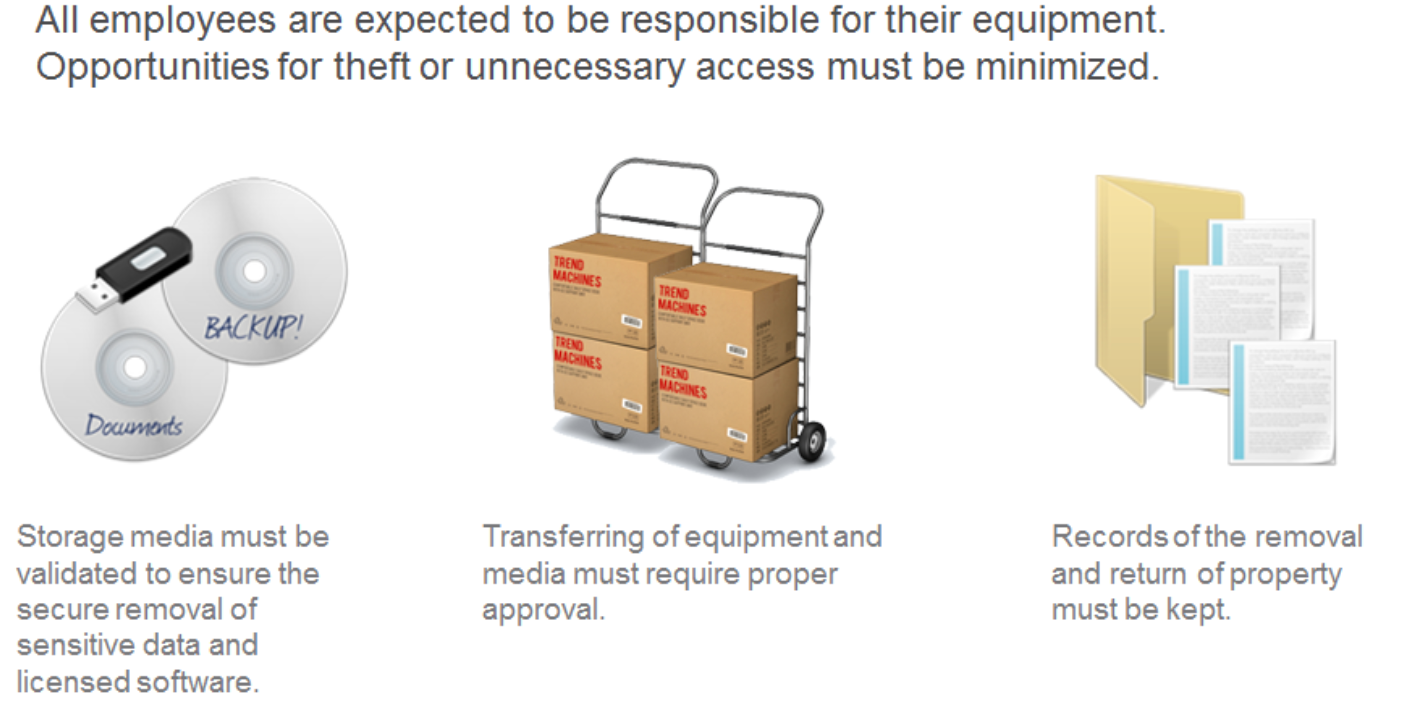 All employees are expected to be responsible for their equipment.
Opportunities for theft or unnecessary access must be minimized.
BACKUP!
Documents
TREND
MACHINES
TREND
MACHINES
TREND
MACHINES
TREND
MACHINES
Storage media must be
validated to ensure the
secure removal of
sensitive data and
licensed software.
Transferring of equipment and
media must require proper
approval.
Records of the removal
and return of property
must be kept.